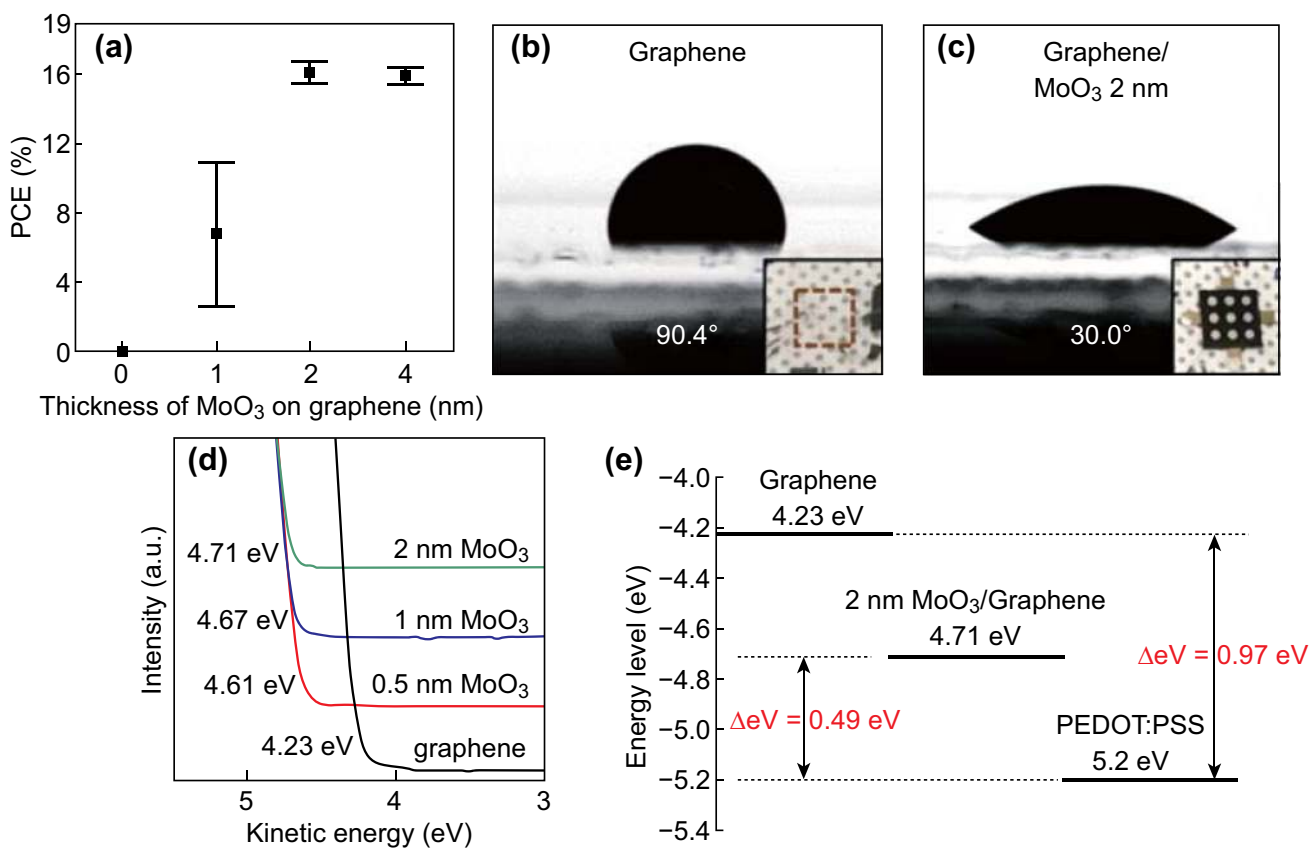 (a)
19
16
12
8
4
0
PCE (%)
0 1 2 4
Thickness of MoO₃ on graphene (nm)
(b)
Graphene
90.4°
(c)
Graphene/
MoO₃ 2 nm
30.0°
(d)
4.71 eV
2 nm MoO₃
4.67 eV
1 nm MoO₃
4.61 eV
0.5 nm MoO₃
4.23 eV
graphene
Intensity (a.u.)
5 4 3
Kinetic energy (eV)
(e)
−4.0
−4.2
−4.4
−4.6
−4.8
−5.0
−5.2
−5.4
Energy level (eV)
Graphene
4.23 eV
2 nm MoO₃/Graphene
4.71 eV
ΔeV = 0.97 eV
ΔeV = 0.49 eV
PEDOT:PSS
5.2 eV